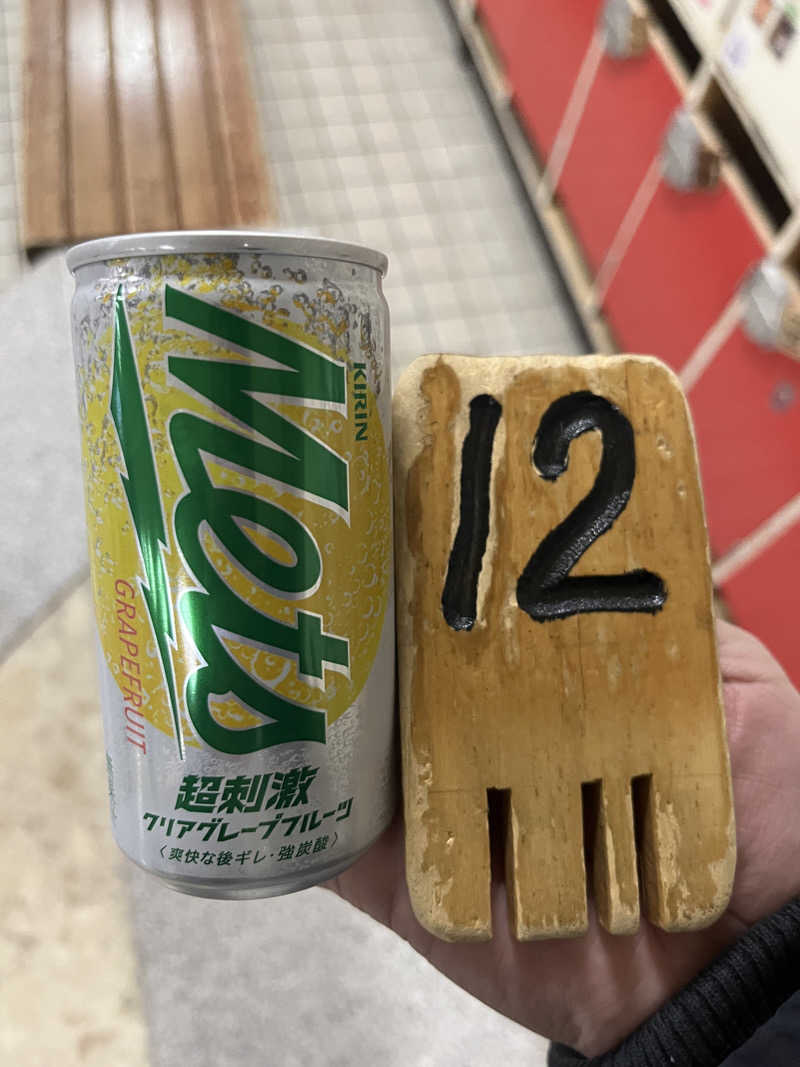 KIRIN
Mets
GRAPEFRUIT
超刺激
クリアグレープフルーツ
〈爽快な後ギレ・強炭酸〉
12